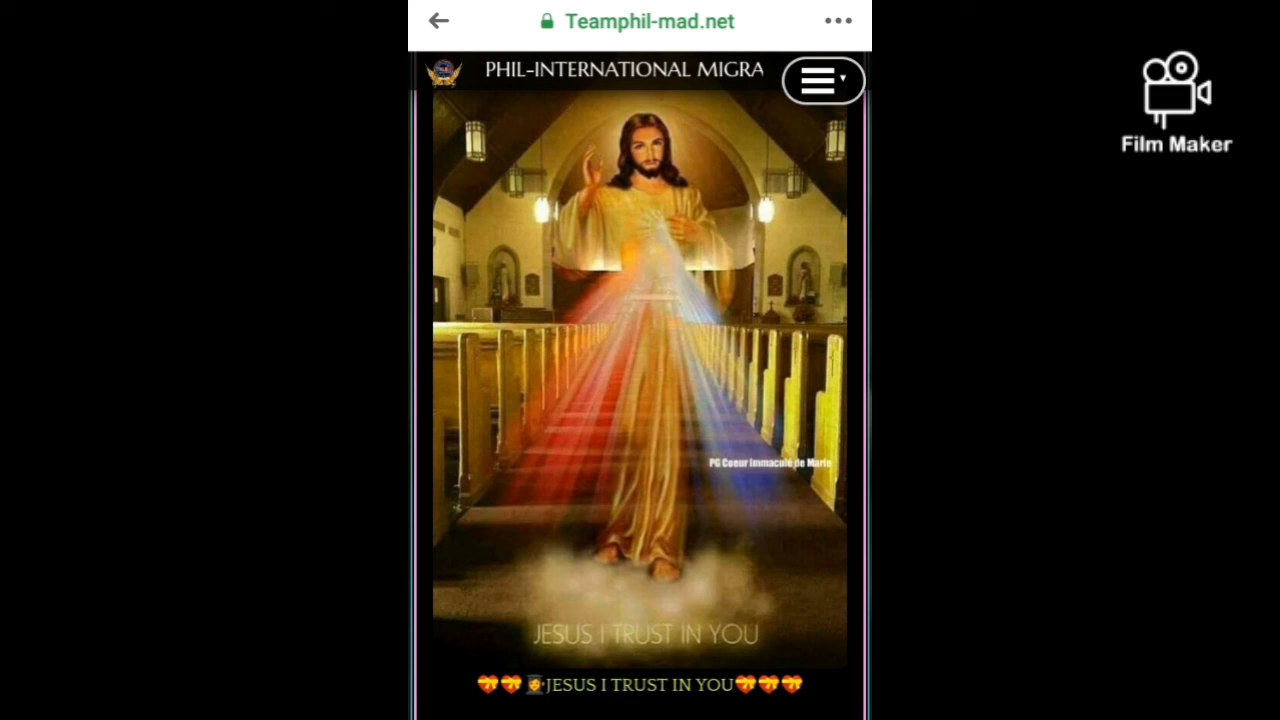 Teamphil-mad.net
PHIL-INTERNATIONAL MIGRA
Film Maker
PG Coeur Immaculé de Marie
JESUS I TRUST IN YOU
JESUS I TRUST IN YOU